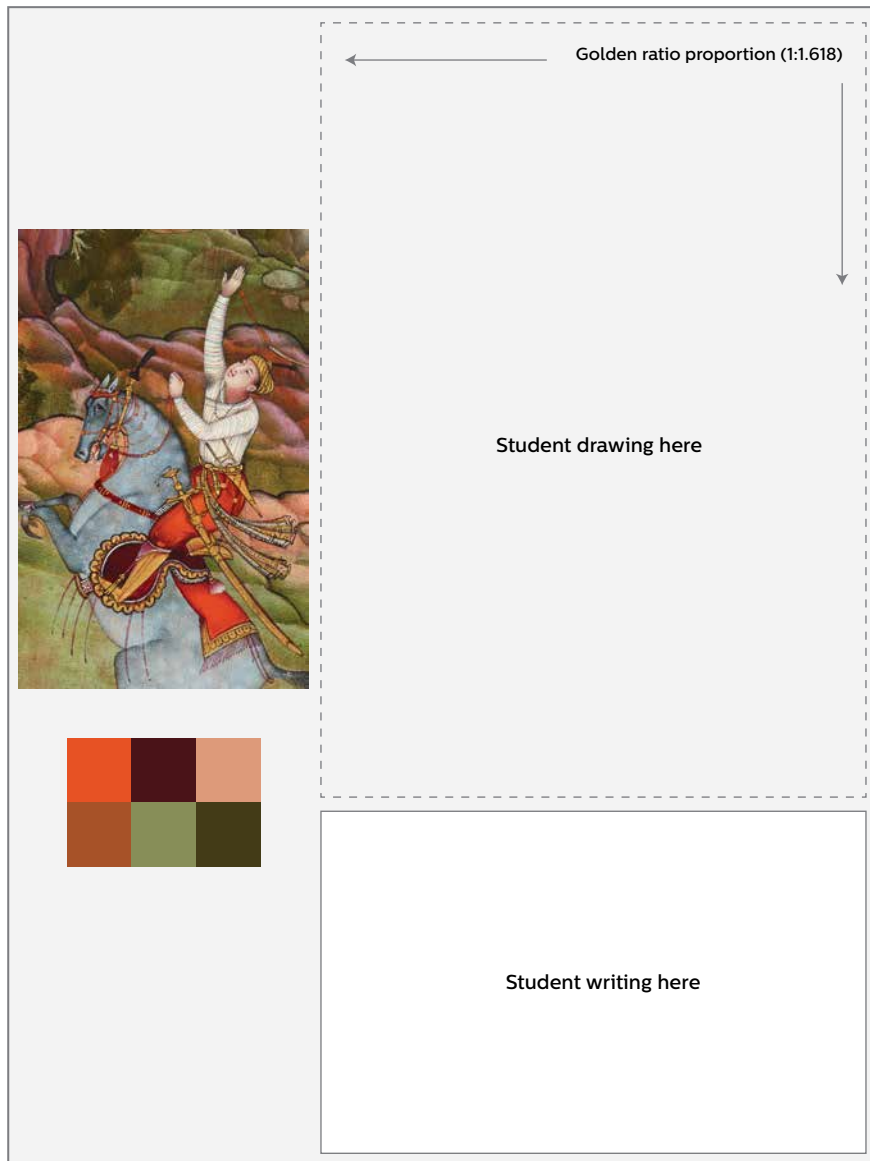 Golden ratio proportion (1:1.618)
Student drawing here
Student writing here